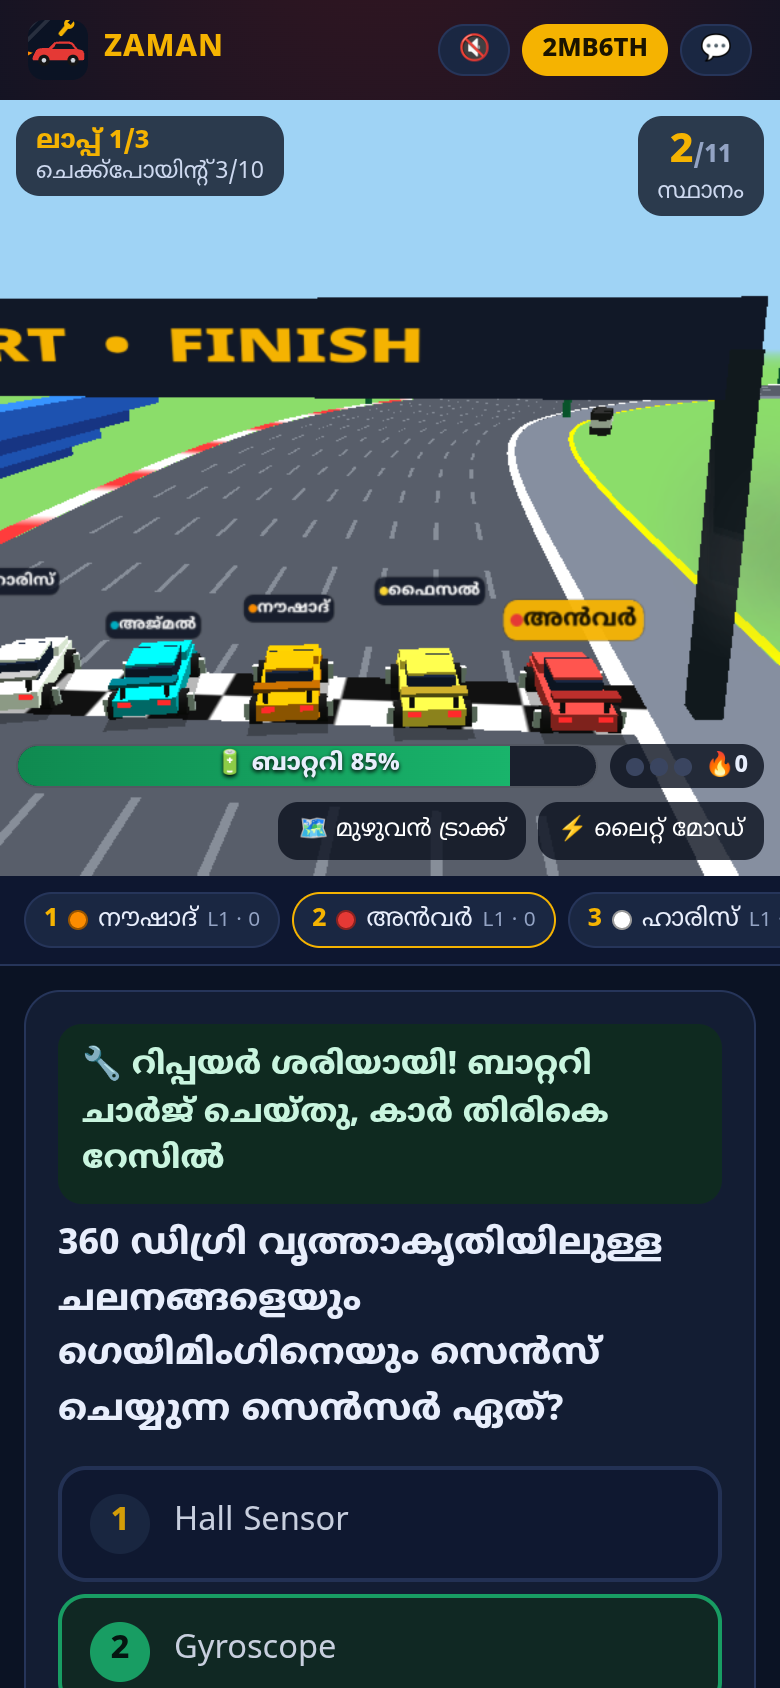 ZAMAN
2MB6TH
ലാപ്പ് 1/3
ചെക്ക്പോയിന്റ് 3/10
2/11
സ്ഥാനം
RT • FINISH
ഹാരിസ്
അജ്മൽ
നൗഷാദ്
ഫൈസൽ
അൻവർ
ബാറ്ററി 85%
0
മുഴുവൻ ട്രാക്ക്
ലൈറ്റ് മോഡ്
1 നൗഷാദ് L1 · 0
2 അൻവർ L1 · 0
3 ഹാരിസ് L1
റിപ്പയർ ശരിയായി! ബാറ്ററി
ചാർജ് ചെയ്തു, കാർ തിരികെ
റേസിൽ
360 ഡിഗ്രി വൃത്താകൃതിയിലുള്ള
ചലനങ്ങളെയും
ഗെയിമിംഗിനെയും സെൻസ്
ചെയ്യുന്ന സെൻസർ ഏത്?
1 Hall Sensor
2 Gyroscope